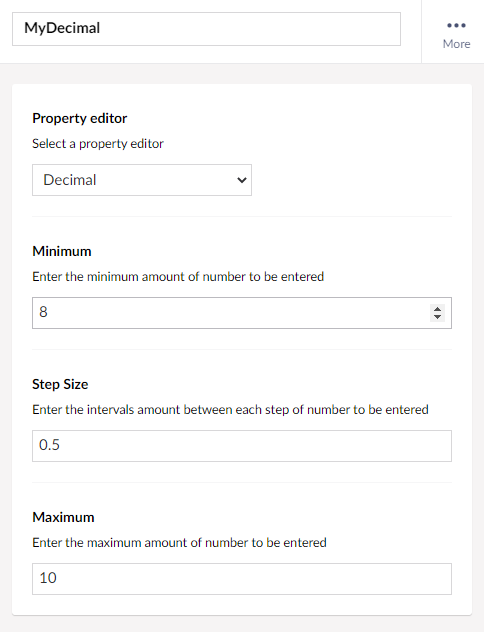 MyDecimal
More
Property editor
Select a property editor
Decimal
Minimum
Enter the minimum amount of number to be entered
8
Step Size
Enter the intervals amount between each step of number to be entered
0.5
Maximum
Enter the maximum amount of number to be entered
10